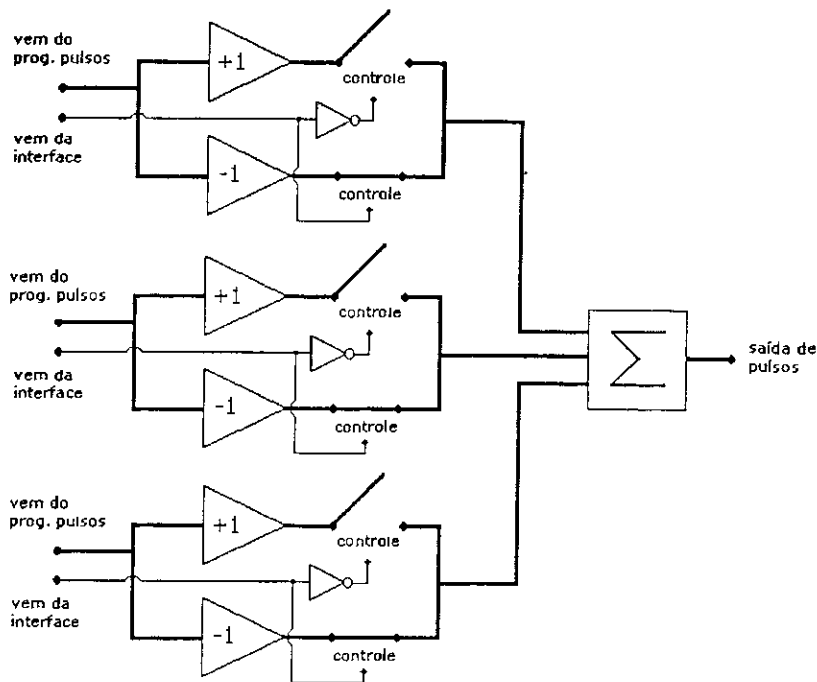 vem do
prog. pulsos
+1
controle
vem da
interface
-1
controle
vem do
prog. pulsos
+1
controle
vem da
interface
-1
controle
Σ
saída de
pulsos
vem do
prog. pulsos
+1
controle
vem da
interface
-1
controle